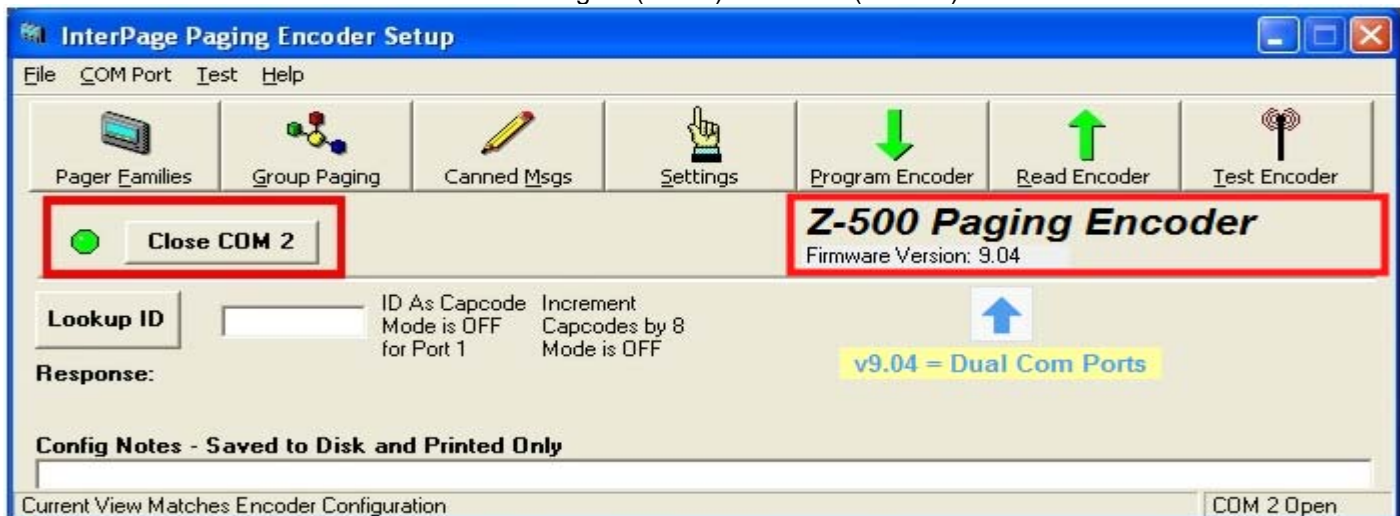 InterPage Paging Encoder Setup
File COM Port Test Help
Pager Families Group Paging Canned Msgs Settings Program Encoder Read Encoder Test Encoder
Close COM 2
Z-500 Paging Encoder
Firmware Version: 9.04
Lookup ID
ID As Capcode
Mode is OFF
for Port 1
Increment
Capcodes by 8
Mode is OFF
v9.04 = Dual Com Ports
Response:
Config Notes - Saved to Disk and Printed Only
Current View Matches Encoder Configuration
COM 2 Open